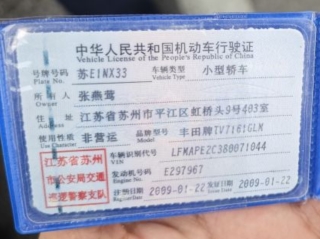 中华人民共和国机动车行驶证
Vehicle License of the People's Republic of China
号牌号码 苏E1NX33 车辆类型 小型轿车
Plate No. Vehicle Type
所有人 张燕莺
Owner
住址 江苏省苏州市平江区虹桥头9号403室
Address
使用性质 非营运 品牌型号 丰田牌TV7161GLM
Use Character Model
江苏省苏州
市公安局交通
巡逻警察支队
车辆识别代号 LFMAPE2C380071044
VIN
发动机号码 E297967
Engine No.
注册日期 2009-01-22 发证日期 2009-01-22
Register Date Issue Date